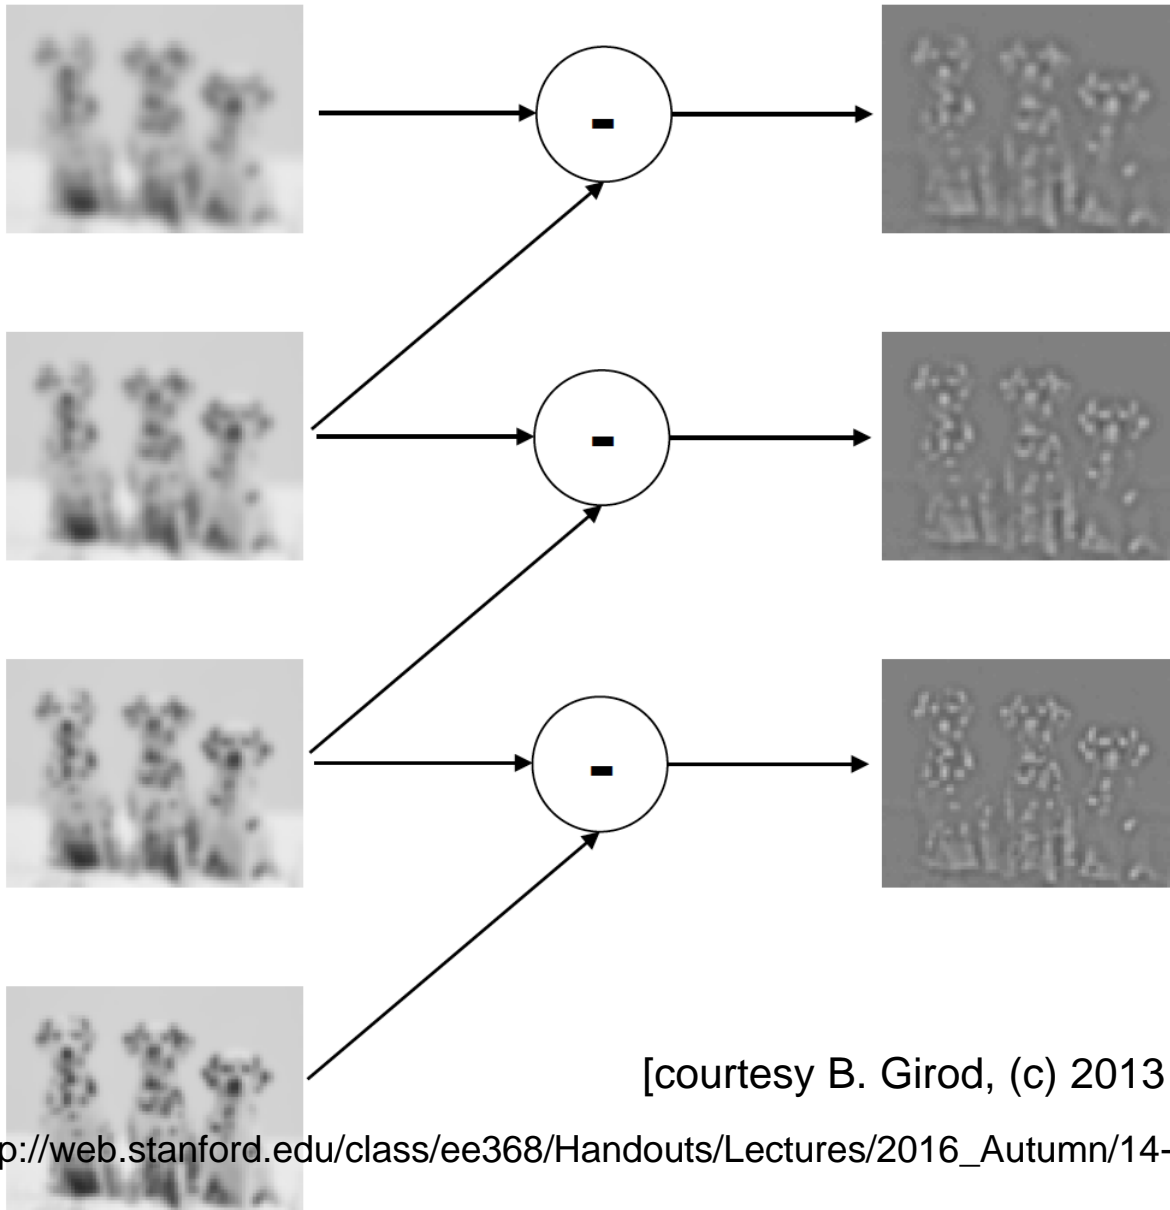 -
-
-
[courtesy B. Girod, (c) 2013
p://web.stanford.edu/class/ee368/Handouts/Lectures/2016_Autumn/14-